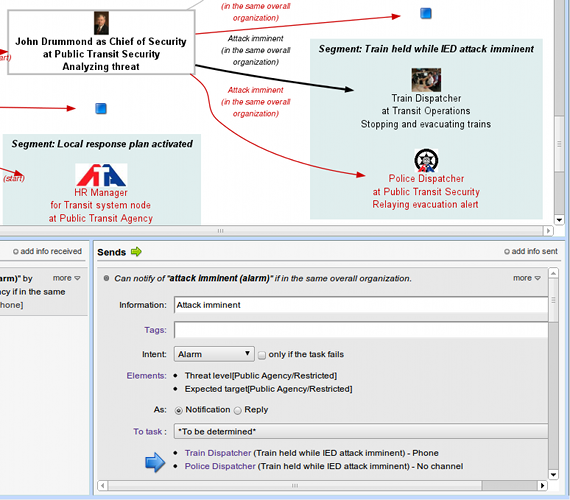 (in the same overall
organization)
John Drummond as Chief of Security
at Public Transit Security
Analyzing threat
Attack imminent
(in the same overall
organization)
Attack imminent
(in the same overall
organization)
Segment: Train held while IED attack imminent
Train Dispatcher
at Transit Operations
Stopping and evacuating trains
Police Dispatcher
at Public Transit Security
Relaying evacuation alert
Segment: Local response plan activated
(start)
HR Manager
for Transit system node
at Public Transit Agency
add info received
Sends
add info sent
arm)" by
more
cy if in the same
hone]
Can notify of "attack imminent (alarm)" if in the same overall organization.
more
Information:
Attack imminent
Tags:
Intent:
Alarm
only if the task fails
Elements:
Threat level[Public Agency/Restricted]
Expected target[Public Agency/Restricted]
As:
Notification
Reply
To task :
*To be determined*
Train Dispatcher (Train held while IED attack imminent) - Phone
Police Dispatcher (Train held while IED attack imminent) - No channel